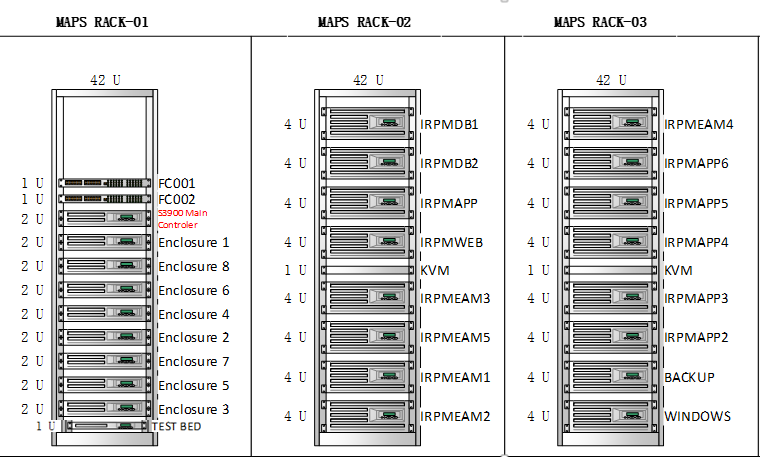 MAPS RACK-01
MAPS RACK-02
MAPS RACK-03
42 U
42 U
42 U
1 U FC001
1 U FC002
2 U S3900 Main
Controler
2 U Enclosure 1
2 U Enclosure 8
2 U Enclosure 6
2 U Enclosure 4
2 U Enclosure 2
2 U Enclosure 7
2 U Enclosure 5
2 U Enclosure 3
1 U TEST BED
4 U IRPMDB1
4 U IRPMDB2
4 U IRPMAPP
4 U IRPMWEB
1 U KVM
4 U IRPMEAM3
4 U IRPMEAM5
4 U IRPMEAM1
4 U IRPMEAM2
4 U IRPMEAM4
4 U IRPMAPP6
4 U IRPMAPP5
4 U IRPMAPP4
1 U KVM
4 U IRPMAPP3
4 U IRPMAPP2
4 U BACKUP
4 U WINDOWS